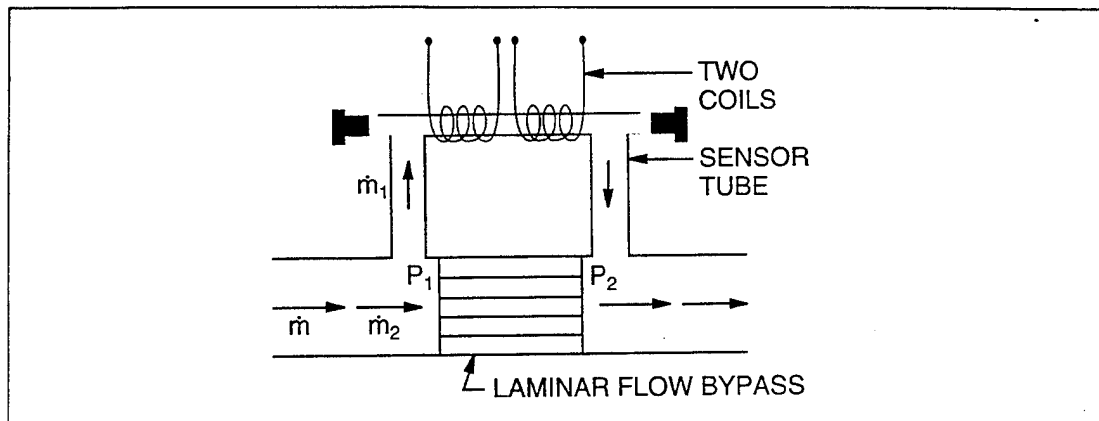 TWO
COILS
SENSOR
TUBE
ṁ₁
P₁
P₂
ṁ
ṁ₂
LAMINAR FLOW BYPASS